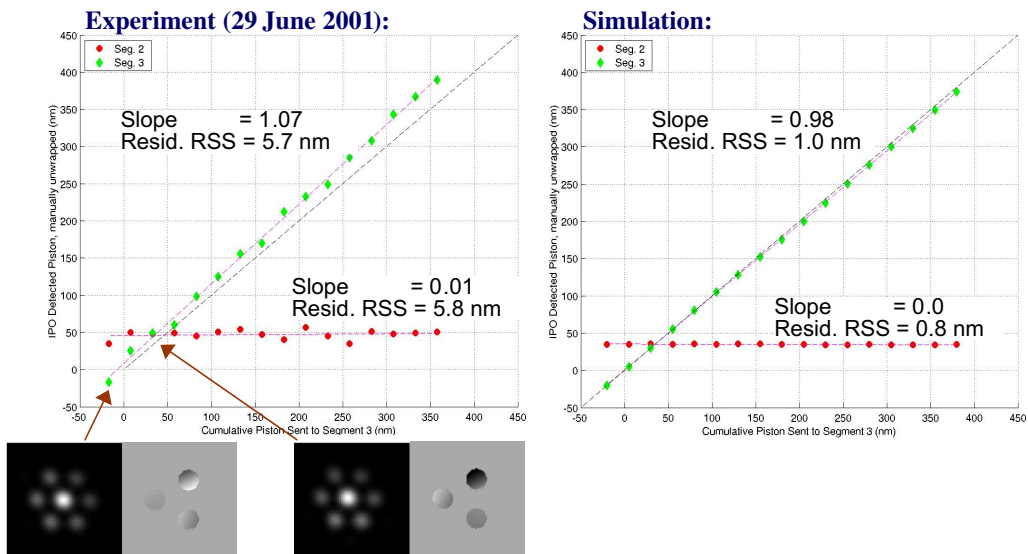 Experiment (29 June 2001):
Simulation:
IPO Detected Piston, manually unwrapped (nm)
450
400
350
300
250
200
150
100
50
0
-50
Seg. 2
Seg. 3
Slope = 1.07
Resid. RSS = 5.7 nm
Slope = 0.01
Resid. RSS = 5.8 nm
-50 0 50 100 150 200 250 300 350 400 450
Cumulative Piston Sent to Segment 3 (nm)
IPO Detected Piston, manually unwrapped (nm)
450
400
350
300
250
200
150
100
50
0
-50
Seg. 2
Seg. 3
Slope = 0.98
Resid. RSS = 1.0 nm
Slope = 0.0
Resid. RSS = 0.8 nm
-50 0 50 100 150 200 250 300 350 400 450
Cumulative Piston Sent to Segment 3 (nm)